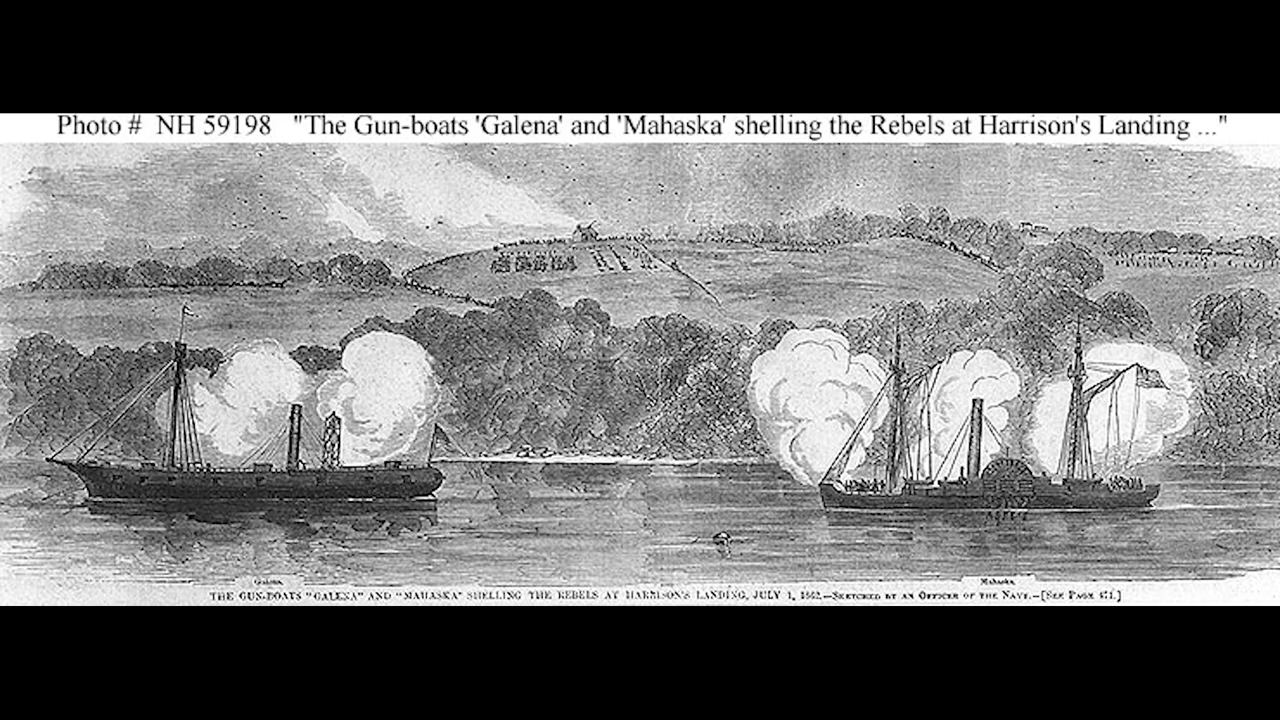 Photo # NH 59198 "The Gun-boats 'Galena' and 'Mahaska' shelling the Rebels at Harrison's Landing ..."
Galena. Mahaska.
THE GUN-BOATS "GALENA" AND "MAHASKA" SHELLING THE REBELS AT HARRISON'S LANDING, JULY 1, 1862.—SKETCHED BY AN OFFICER OF THE NAVY.—[SEE PAGE 471.]